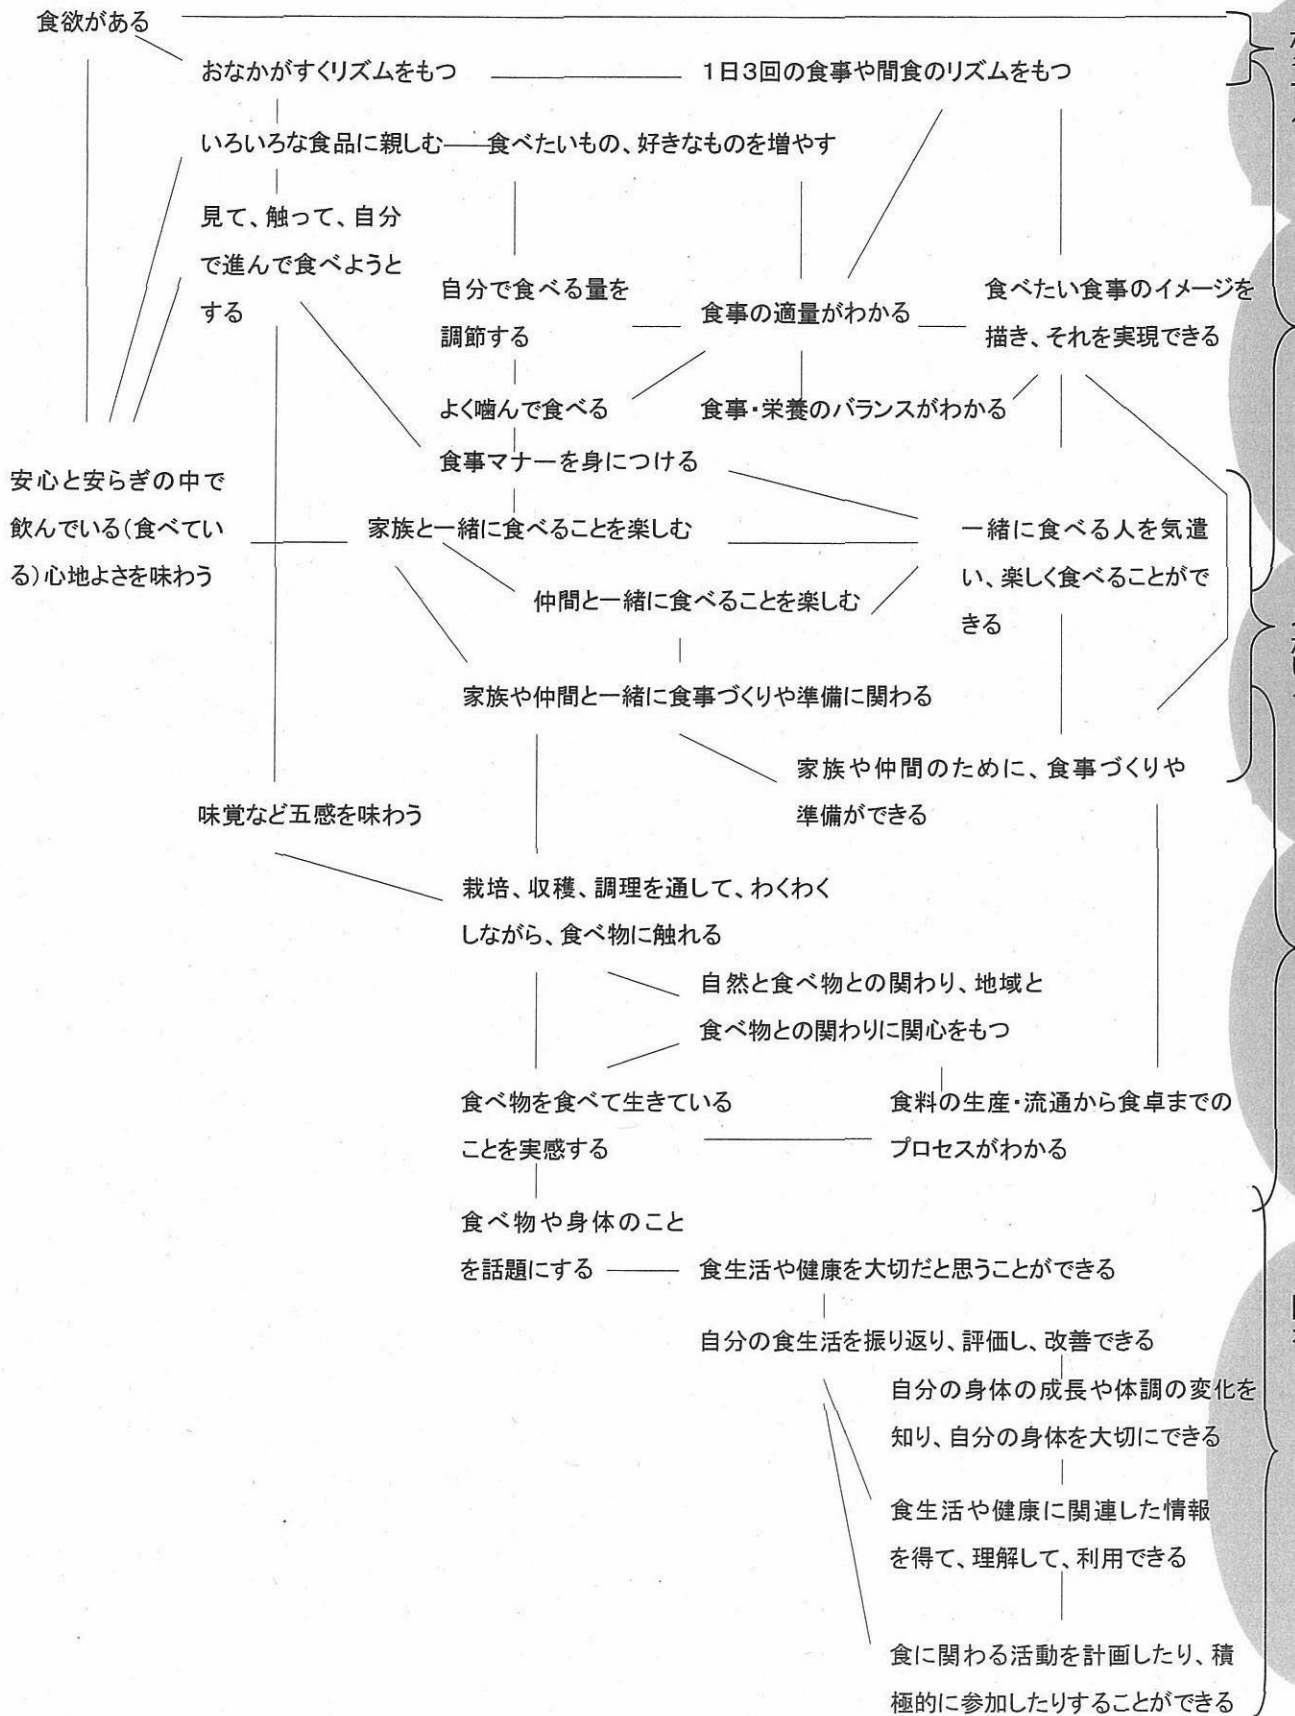 食欲がある
おなかがすくリズムをもつ
1日3回の食事や間食のリズムをもつ
いろいろな食品に親しむ
食べたいもの、好きなものを増やす
見て、触って、自分
で進んで食べようと
する
自分で食べる量を
調節する
食事の適量がわかる
食べたい食事のイメージを
描き、それを実現できる
よく噛んで食べる
食事・栄養のバランスがわかる
食事マナーを身につける
安心と安らぎの中で
飲んでいる(食べてい
る)心地よさを味わう
家族と一緒に食べることを楽しむ
一緒に食べる人を気遣
い、楽しく食べることがで
きる
仲間と一緒に食べることを楽しむ
家族や仲間と一緒に食事づくりや準備に関わる
家族や仲間のために、食事づくりや
準備ができる
味覚など五感を味わう
栽培、収穫、調理を通して、わくわく
しながら、食べ物に触れる
自然と食べ物との関わり、地域と
食べ物との関わりに関心をもつ
食べ物を食べて生きている
ことを実感する
食料の生産・流通から食卓までの
プロセスがわかる
食べ物や身体のこと
を話題にする
食生活や健康を大切だと思うことができる
自分の食生活を振り返り、評価し、改善できる
自分の身体の成長や体調の変化を
知り、自分の身体を大切にできる
食生活や健康に関連した情報
を得て、理解して、利用できる
食に関わる活動を計画したり、積
極的に参加したりすることができる